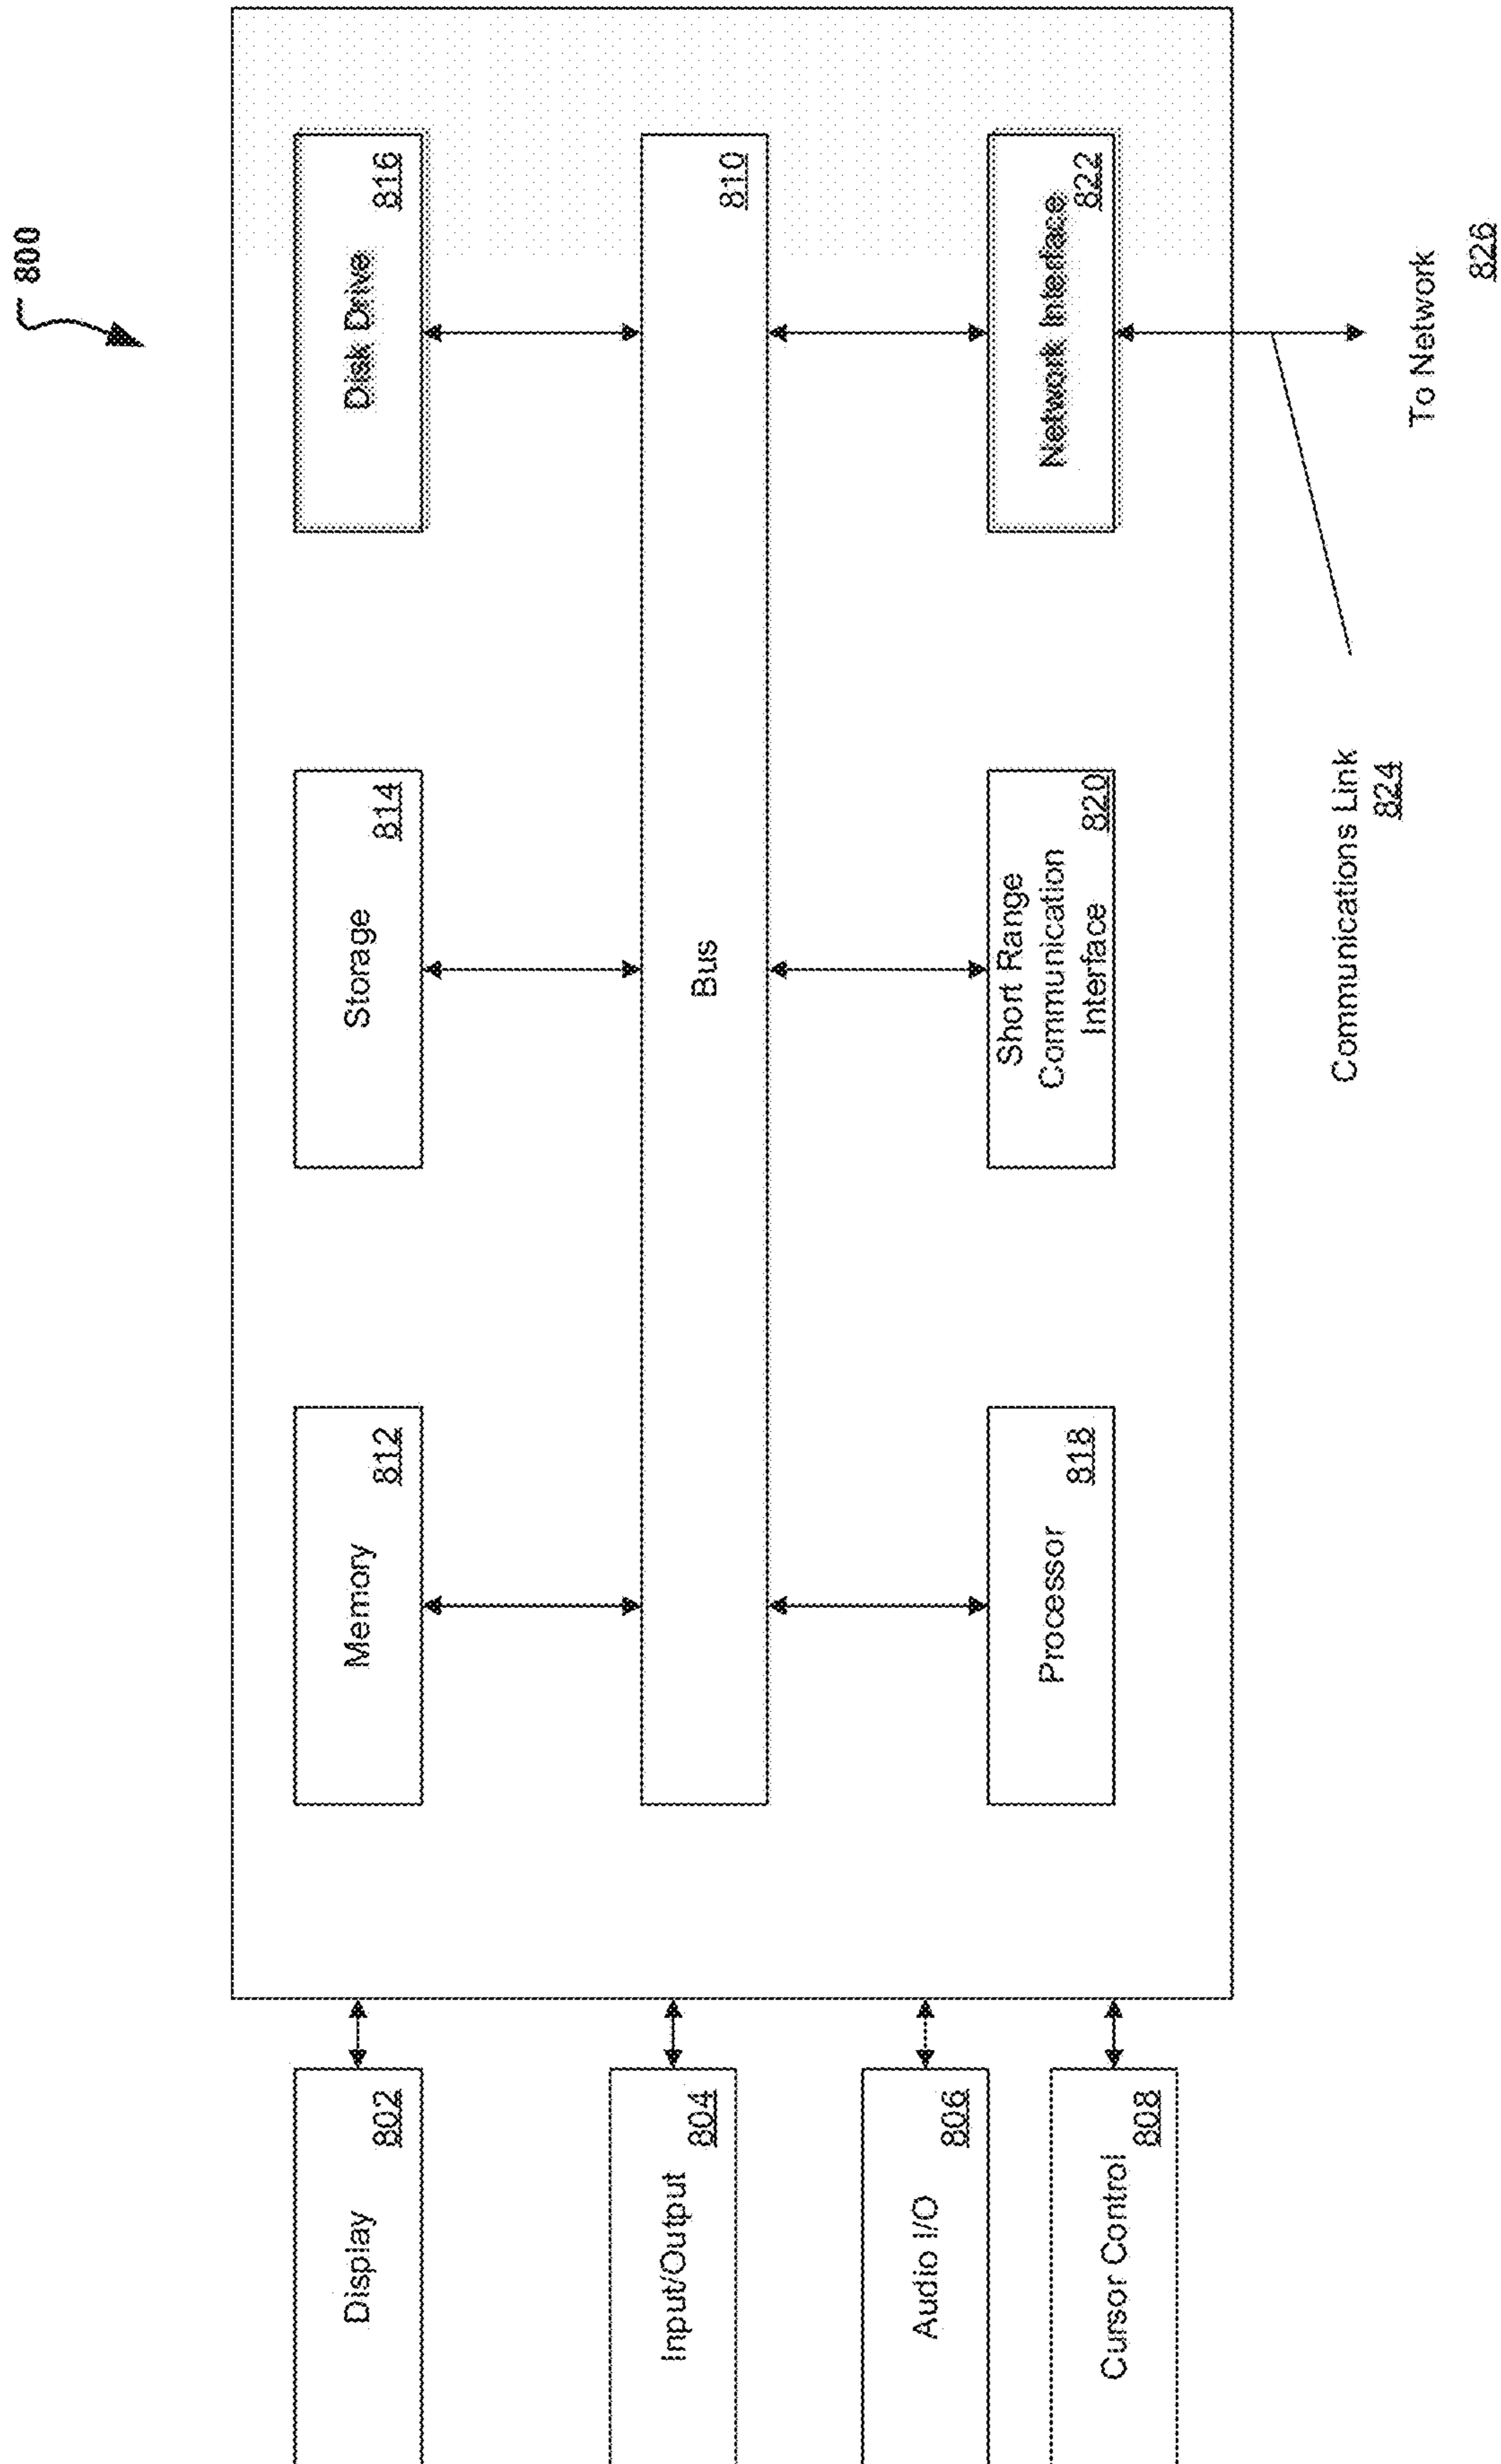 800
Display
802
Input/Output
804
Audio I/O
806
Cursor Control
808
Memory
812
Storage
814
Disk Drive
816
Bus
810
Processor
818
Short Range
Communication
Interface
820
Network Interface
822
Communications Link
824
To Network
826